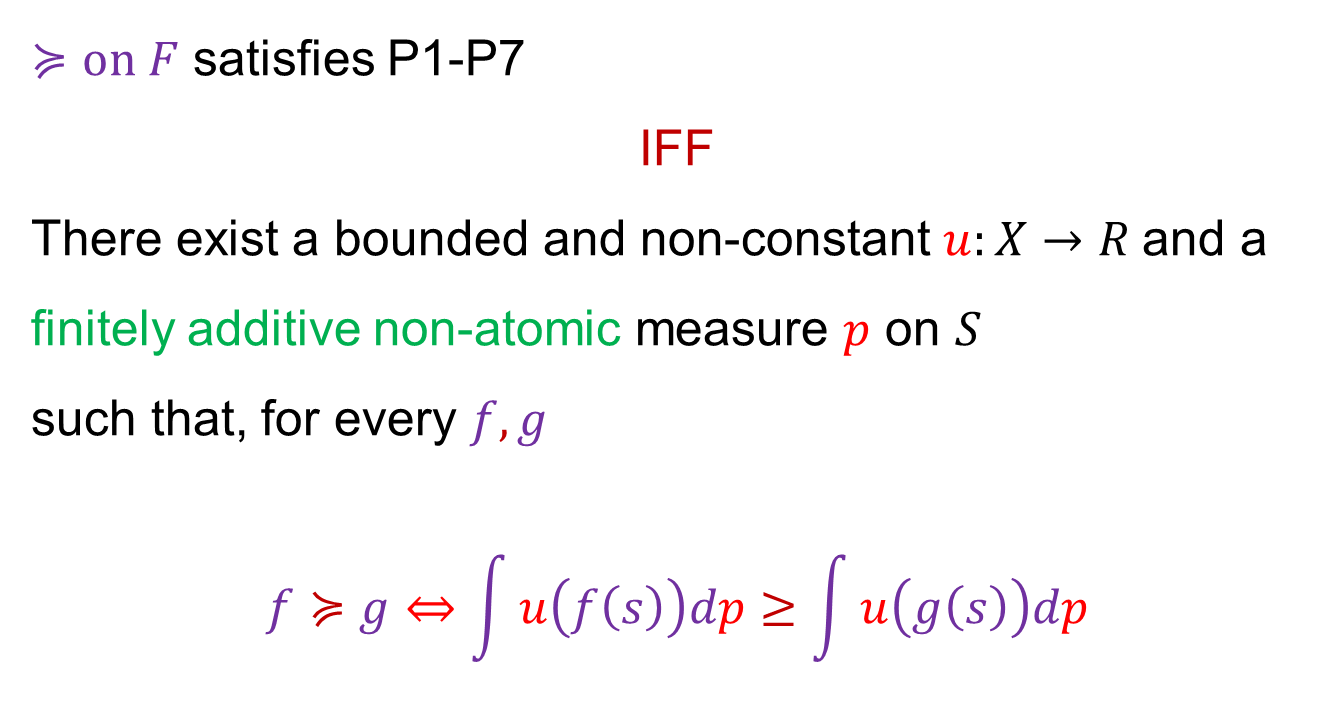 ≽ on F satisfies P1-P7
IFF
There exist a bounded and non-constant u: X → R and a
finitely additive non-atomic measure p on S
such that, for every f, g
f ≽ g ⇔ ∫ u(f(s))dp ≥ ∫ u(g(s))dp